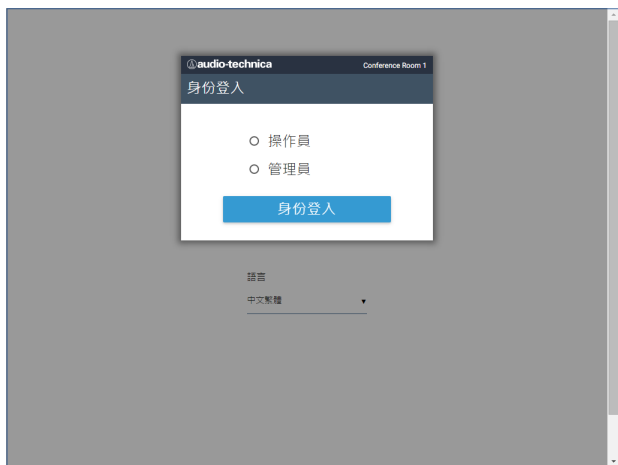 audio-technica
Conference Room 1
身份登入
操作員
管理員
身份登入
語言
中文繁體